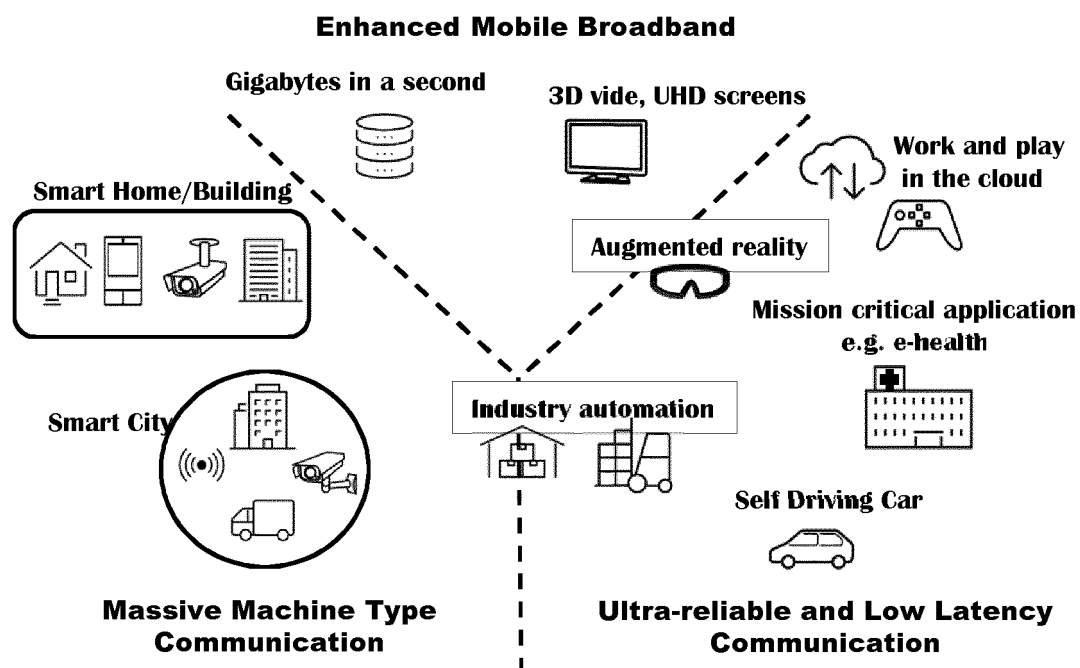 Enhanced Mobile Broadband
Gigabytes in a second
3D vide, UHD screens
Work and play
in the cloud
Smart Home/Building
Augmented reality
Mission critical application
e.g. e-health
Industry automation
Smart City
Self Driving Car
Massive Machine Type
Communication
Ultra-reliable and Low Latency
Communication